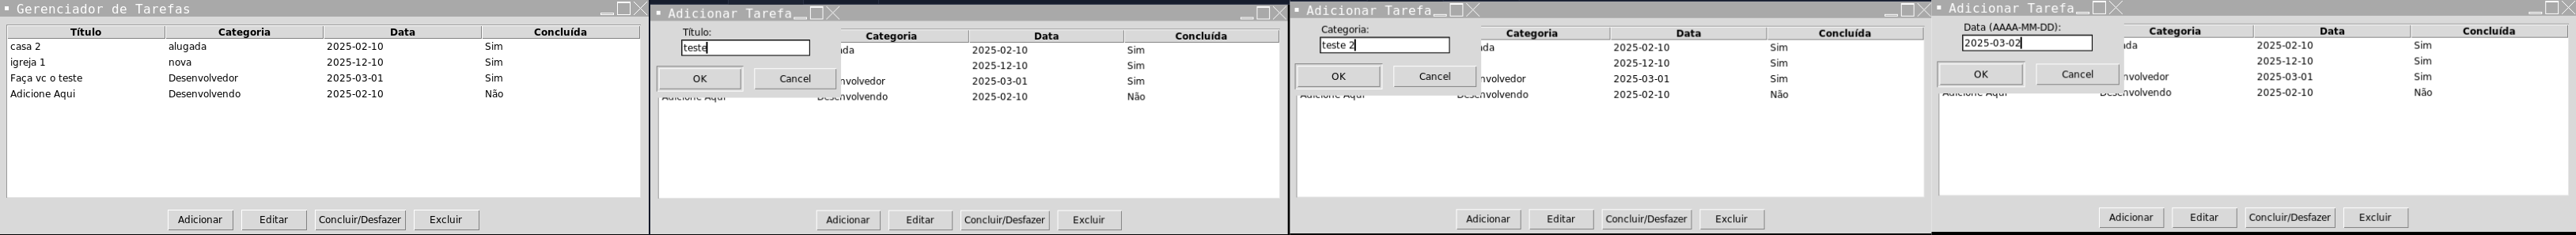 Gerenciador de Tarefas
Título Categoria Data Concluída
casa 2 alugada 2025-02-10 Sim
igreja 1 nova 2025-12-10 Sim
Faça vc o teste Desenvolvedor 2025-03-01 Sim
Adicione Aqui Desenvolvendo 2025-02-10 Não
Adicionar Editar Concluir/Desfazer Excluir
Adicionar Tarefa
Título:
teste
OK Cancel
Categoria Data Concluída
ada 2025-02-10 Sim
2025-12-10 Sim
nvolvedor 2025-03-01 Sim
Adicione Aqui Desenvolvendo 2025-02-10 Não
Adicionar Editar Concluir/Desfazer Excluir
Adicionar Tarefa
Categoria:
teste 2
OK Cancel
Categoria Data Concluída
ada 2025-02-10 Sim
2025-12-10 Sim
nvolvedor 2025-03-01 Sim
Adicione Aqui Desenvolvendo 2025-02-10 Não
Adicionar Editar Concluir/Desfazer Excluir
Adicionar Tarefa
Data (AAAA-MM-DD):
2025-03-02
OK Cancel
Categoria Data Concluída
ada 2025-02-10 Sim
2025-12-10 Sim
nvolvedor 2025-03-01 Sim
Adicione Aqui Desenvolvendo 2025-02-10 Não
Adicionar Editar Concluir/Desfazer Excluir